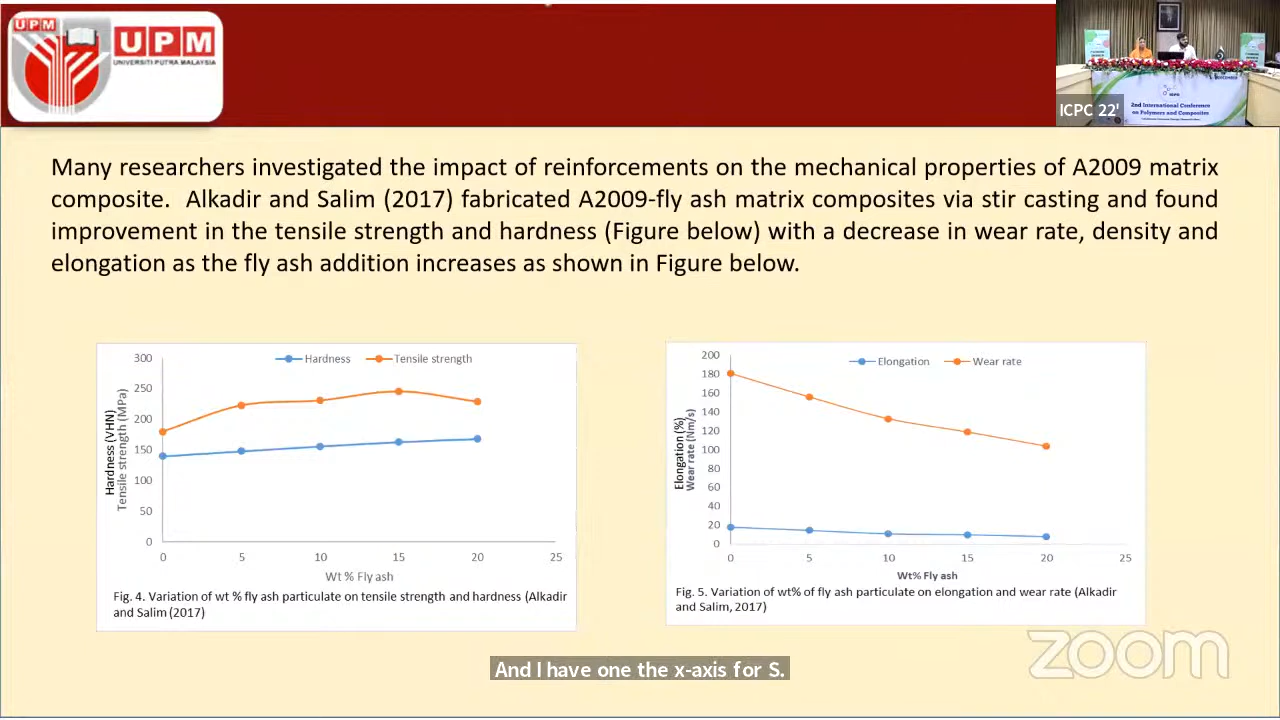 UPM
UPM
UNIVERSITI PUTRA MALAYSIA
ICPC 22'
2nd International Conference
on Polymers and Composites
Many researchers investigated the impact of reinforcements on the mechanical properties of A2009 matrix
composite. Alkadir and Salim (2017) fabricated A2009-fly ash matrix composites via stir casting and found
improvement in the tensile strength and hardness (Figure below) with a decrease in wear rate, density and
elongation as the fly ash addition increases as shown in Figure below.
Hardness Tensile strength
Hardness (VHN)
Tensile strength (MPa)
300
250
200
150
100
50
0
0 5 10 15 20 25
Wt % Fly ash
Fig. 4. Variation of wt % fly ash particulate on tensile strength and hardness (Alkadir
and Salim (2017)
Elongation Wear rate
Elongation (%)
Wear rate (Nm/s)
200
180
160
140
120
100
80
60
40
20
0
0 5 10 15 20 25
Wt% Fly ash
Fig. 5. Variation of wt% of fly ash particulate on elongation and wear rate (Alkadir
and Salim, 2017)
zoom
And I have one the x-axis for S.